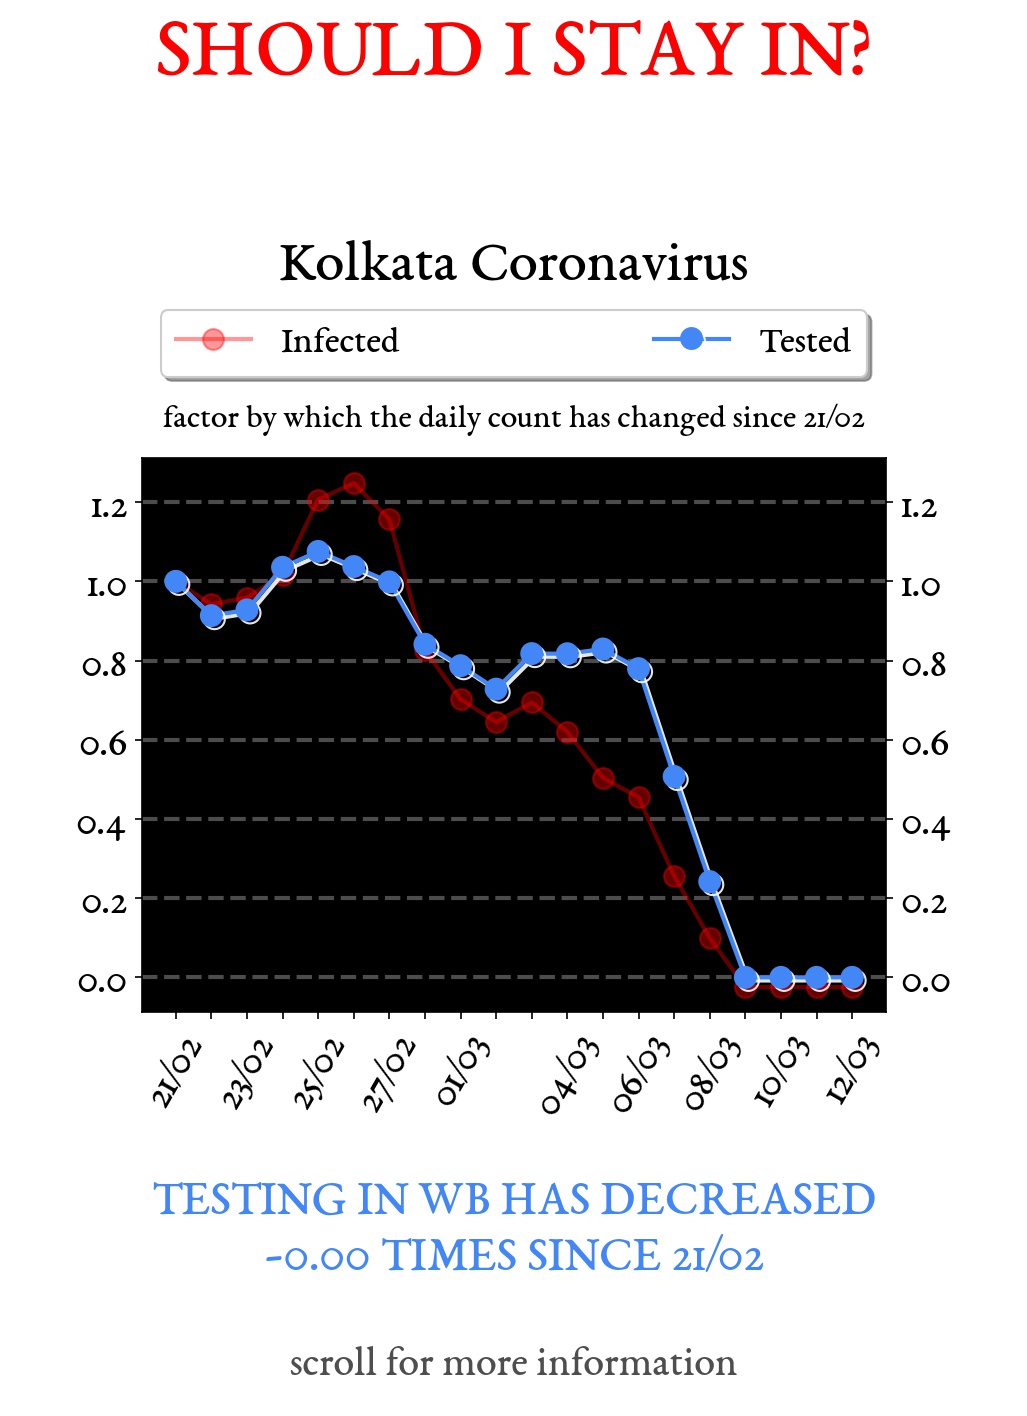 SHOULD I STAY IN?
Kolkata Coronavirus
Infected Tested
factor by which the daily count has changed since 21/02
1.2 1.2
1.0 1.0
0.8 0.8
0.6 0.6
0.4 0.4
0.2 0.2
0.0 0.0
21/02 23/02 25/02 27/02 01/03 04/03 06/03 08/03 10/03 12/03
TESTING IN WB HAS DECREASED
-0.00 TIMES SINCE 21/02
scroll for more information